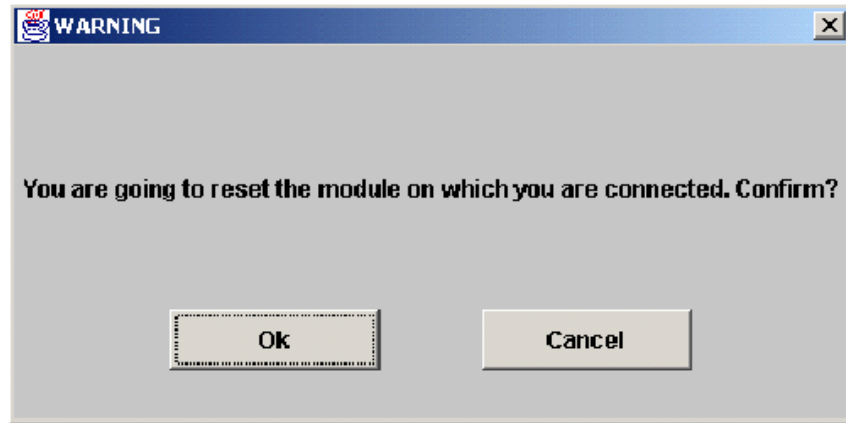 WARNING
You are going to reset the module on which you are connected. Confirm?
Ok
Cancel